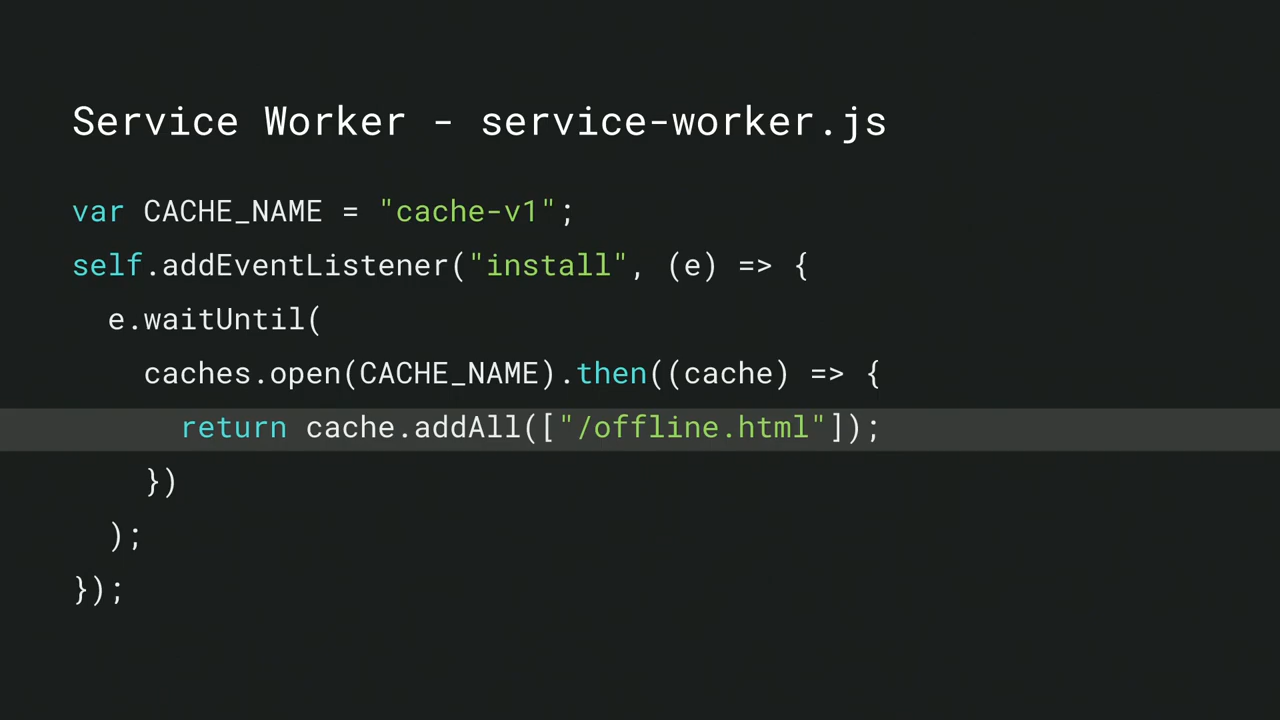 Service Worker - service-worker.js
var CACHE_NAME = "cache-v1";
self.addEventListener("install", (e) => {
  e.waitUntil(
    caches.open(CACHE_NAME).then((cache) => {
      return cache.addAll(["/offline.html"]);
    })
  );
});